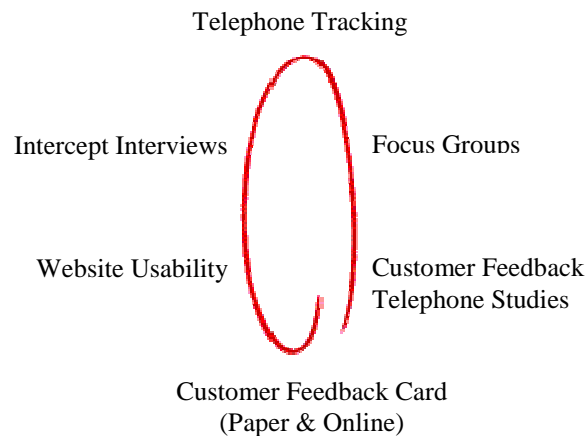 Telephone Tracking
Intercept Interviews
Focus Groups
Website Usability
Customer Feedback
Telephone Studies
Customer Feedback Card
(Paper & Online)